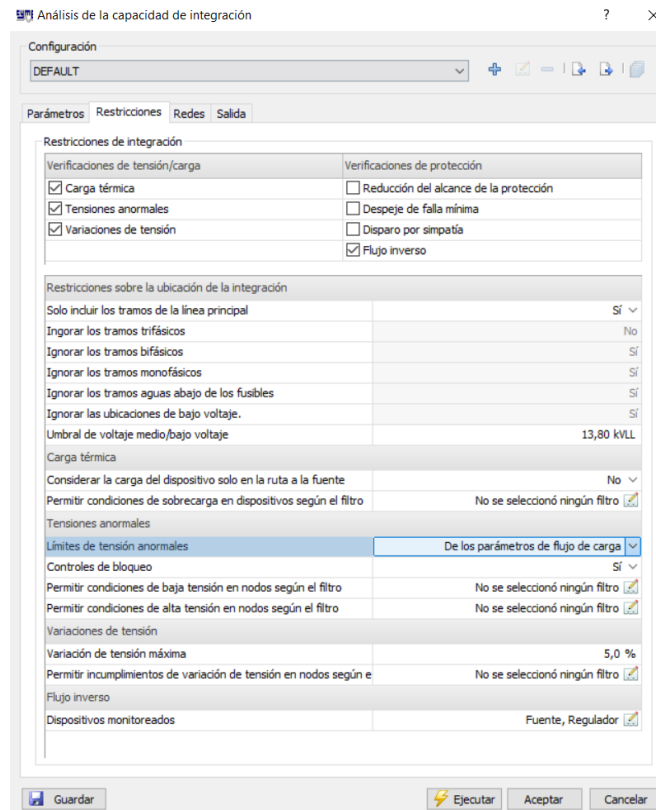 Análisis de la capacidad de integración
Configuración
DEFAULT
Parámetros Restricciones Redes Salida
Restricciones de integración
Verificaciones de tensión/carga Verificaciones de protección
Carga térmica Reducción del alcance de la protección
Tensiones anormales Despeje de falla mínima
Variaciones de tensión Disparo por simpatía
Flujo inverso
Restricciones sobre la ubicación de la integración
Solo incluir los tramos de la línea principal Sí
Ingorar los tramos trifásicos No
Ignorar los tramos bifásicos Sí
Ignorar los tramos monofásicos Sí
Ignorar los tramos aguas abajo de los fusibles Sí
Ignorar las ubicaciones de bajo voltaje. Sí
Umbral de voltaje medio/bajo voltaje 13,80 kVLL
Carga térmica
Considerar la carga del dispositivo solo en la ruta a la fuente No
Permitir condiciones de sobrecarga en dispositivos según el filtro No se seleccionó ningún filtro
Tensiones anormales
Límites de tensión anormales De los parámetros de flujo de carga
Controles de bloqueo Sí
Permitir condiciones de baja tensión en nodos según el filtro No se seleccionó ningún filtro
Permitir condiciones de alta tensión en nodos según el filtro No se seleccionó ningún filtro
Variaciones de tensión
Variación de tensión máxima 5,0 %
Permitir incumplimientos de variación de tensión en nodos según e No se seleccionó ningún filtro
Flujo inverso
Dispositivos monitoreados Fuente, Regulador
Guardar Ejecutar Aceptar Cancelar